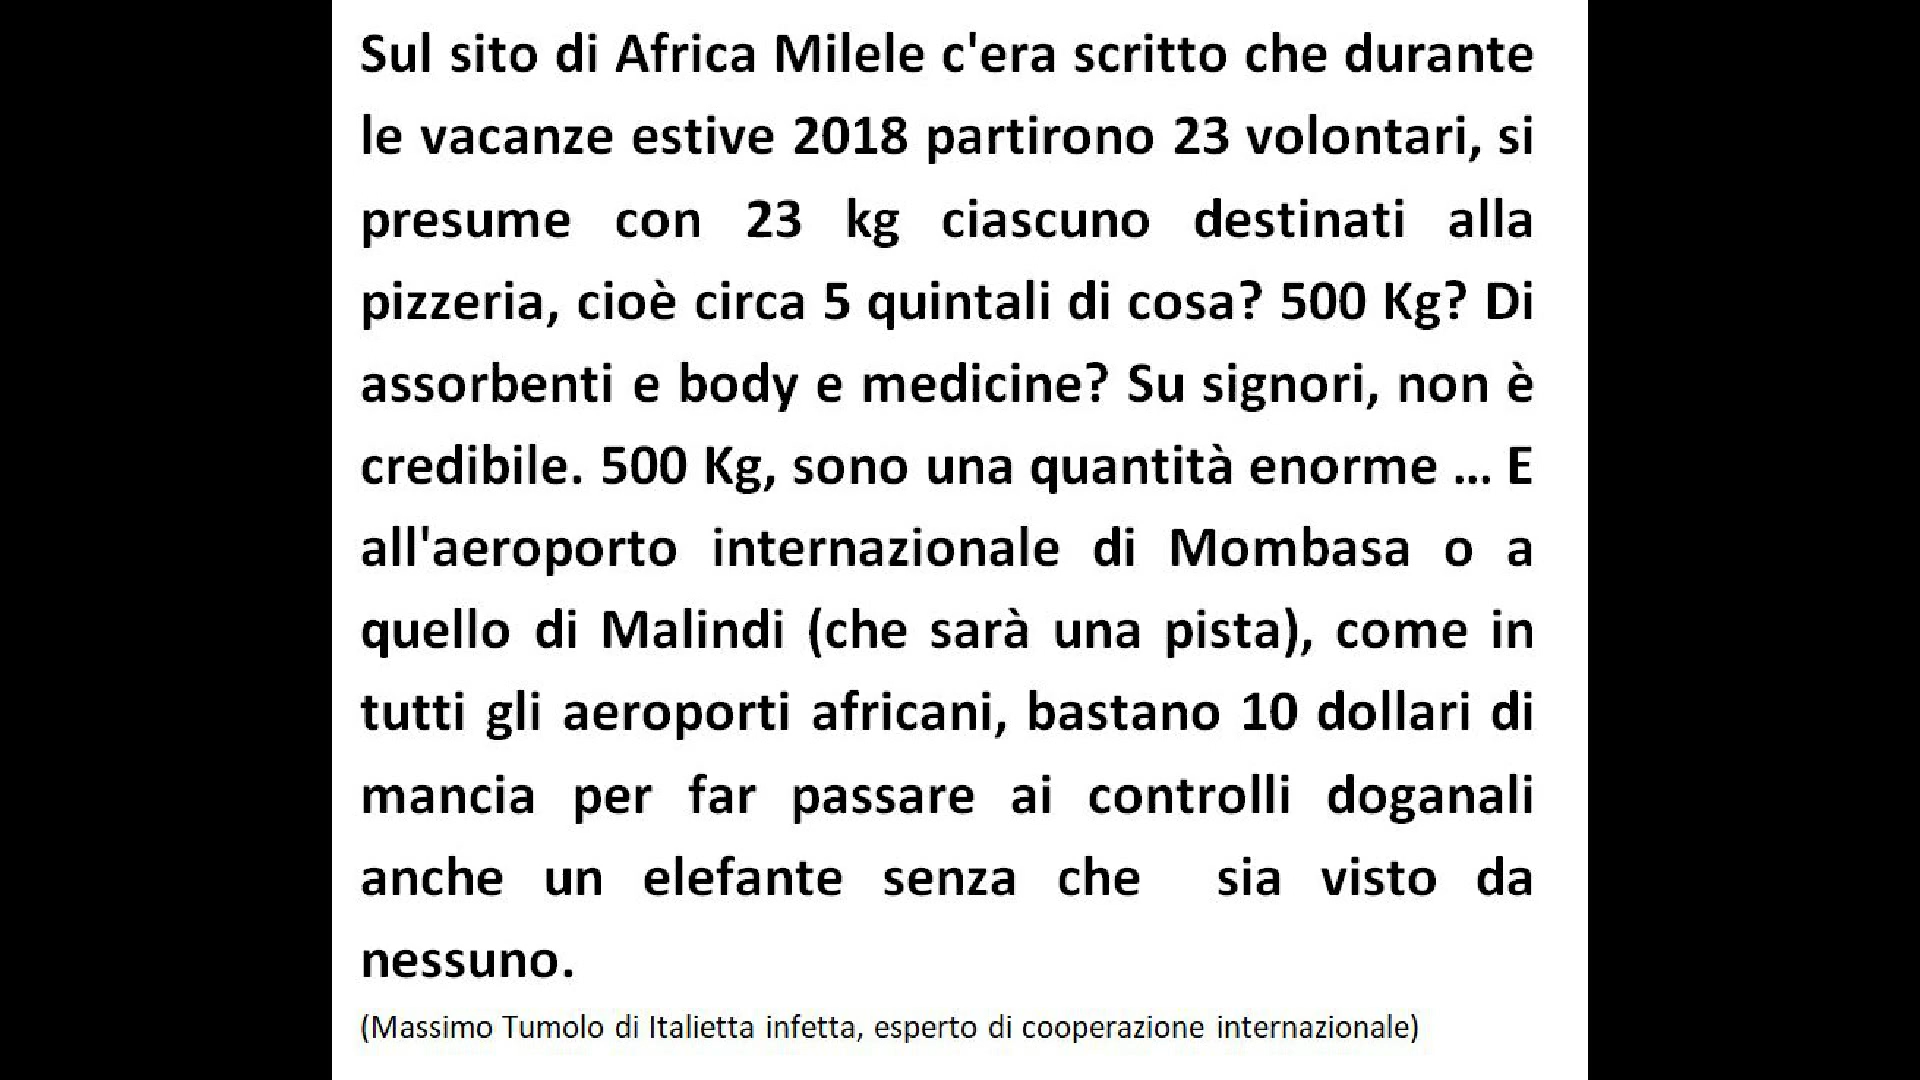 Sul sito di Africa Milele c'era scritto che durante
le vacanze estive 2018 partirono 23 volontari, si
presume con 23 kg ciascuno destinati alla
pizzeria, cioè circa 5 quintali di cosa? 500 Kg? Di
assorbenti e body e medicine? Su signori, non è
credibile. 500 Kg, sono una quantità enorme ... E
all'aeroporto internazionale di Mombasa o a
quello di Malindi (che sarà una pista), come in
tutti gli aeroporti africani, bastano 10 dollari di
mancia per far passare ai controlli doganali
anche un elefante senza che sia visto da
nessuno.
(Massimo Tumolo di Italietta infetta, esperto di cooperazione internazionale)